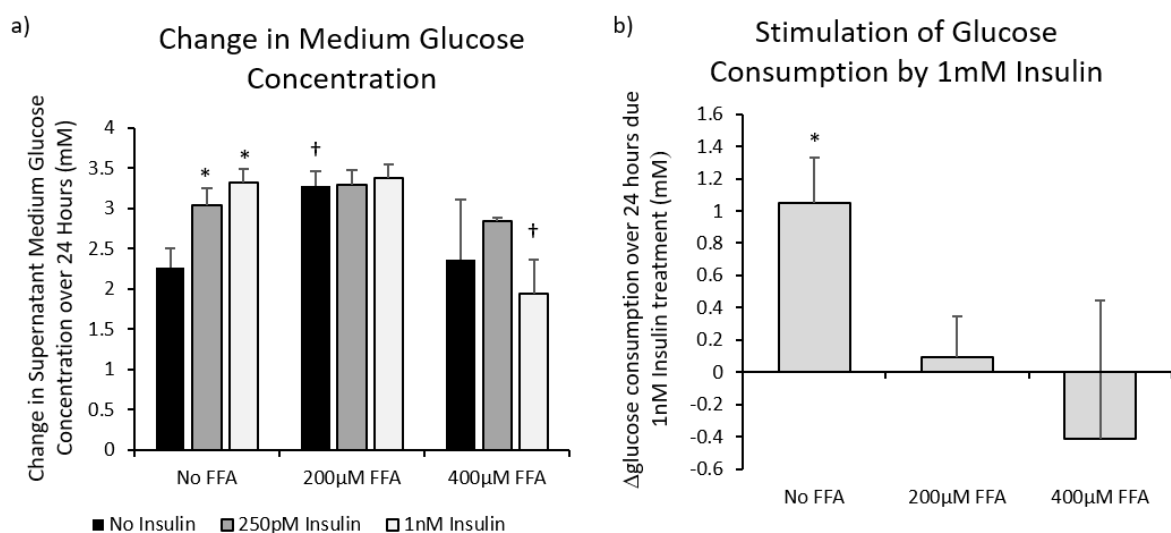 a)
Change in Medium Glucose
Concentration
Change in Supernatant Medium Glucose
Concentration over 24 Hours (mM)
4
3.5
3
2.5
2
1.5
1
0.5
0
*
*
†
†
No FFA
200µM FFA
400µM FFA
No Insulin
250pM Insulin
1nM Insulin
b)
Stimulation of Glucose
Consumption by 1mM Insulin
Δglucose consumption over 24 hours due
1nM Insulin treatment (mM)
1.6
1.4
1.2
1
0.8
0.6
0.4
0.2
0
-0.2
-0.4
-0.6
*
No FFA
200µM FFA
400µM FFA